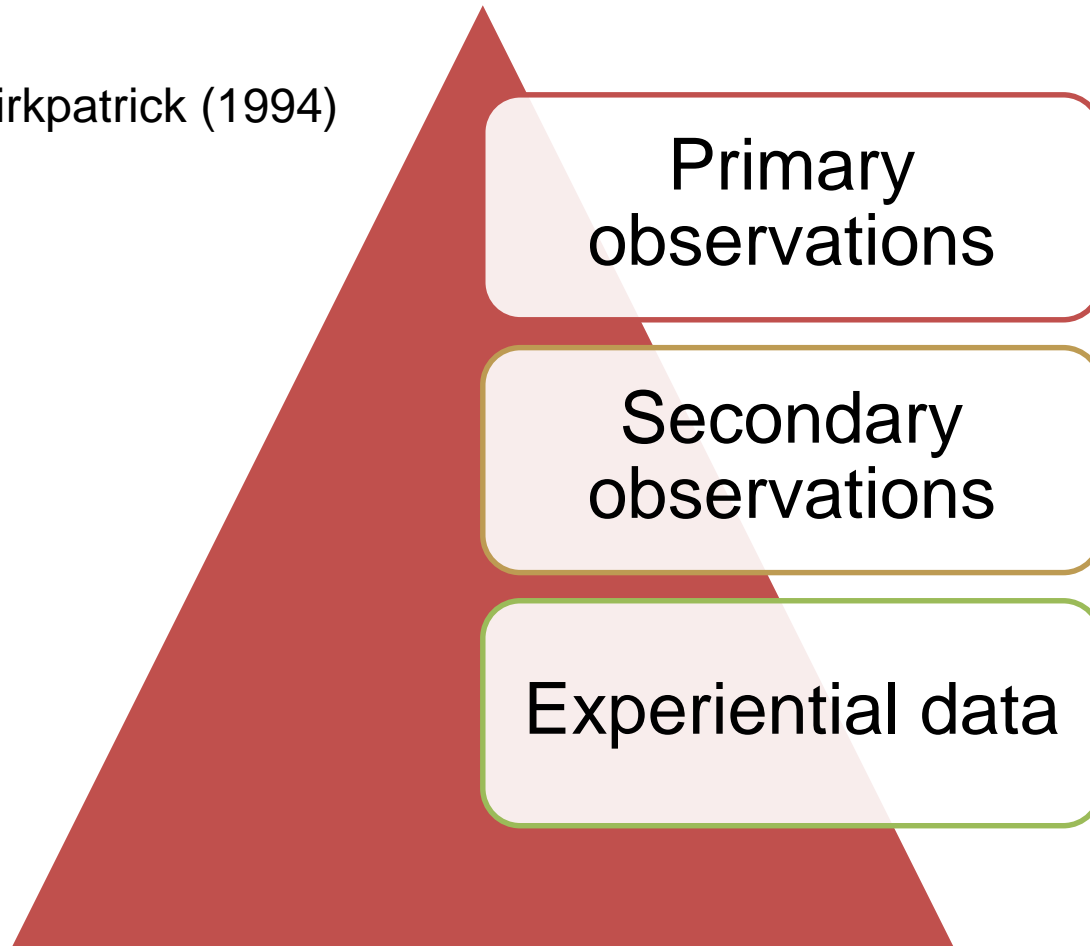 irkpatrick (1994)
Primary
observations
Secondary
observations
Experiential data